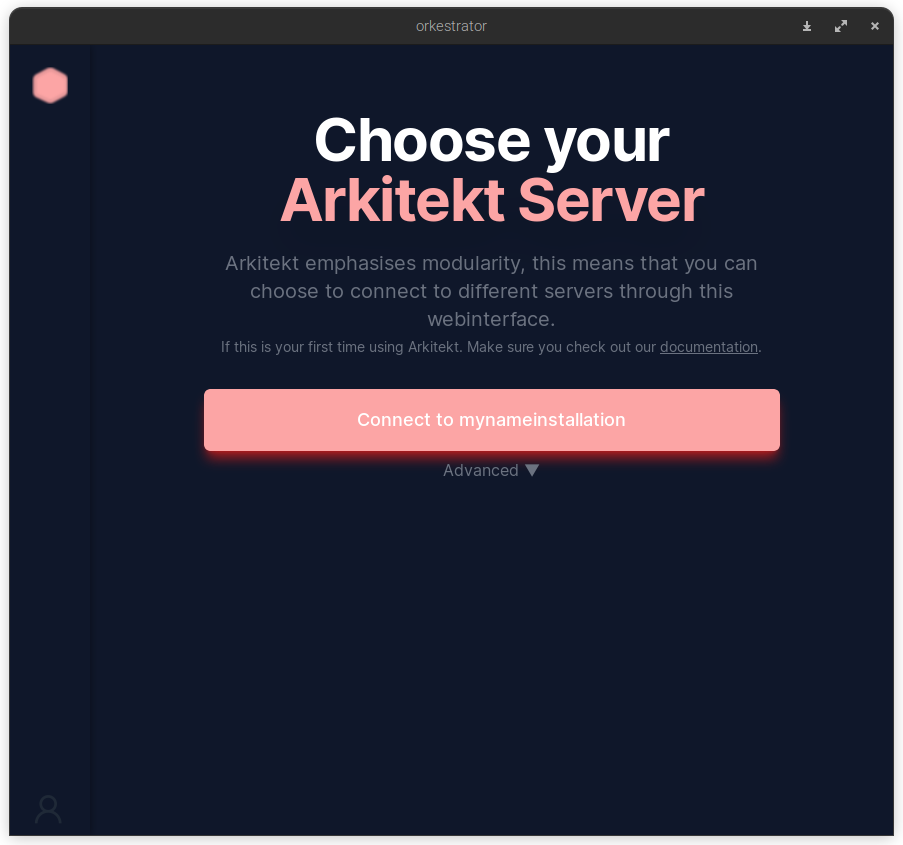 orkestrator
Choose your
Arkitekt Server
Arkitekt emphasises modularity, this means that you can
choose to connect to different servers through this
webinterface.
If this is your first time using Arkitekt. Make sure you check out our documentation.
Connect to mynameinstallation
Advanced ▼